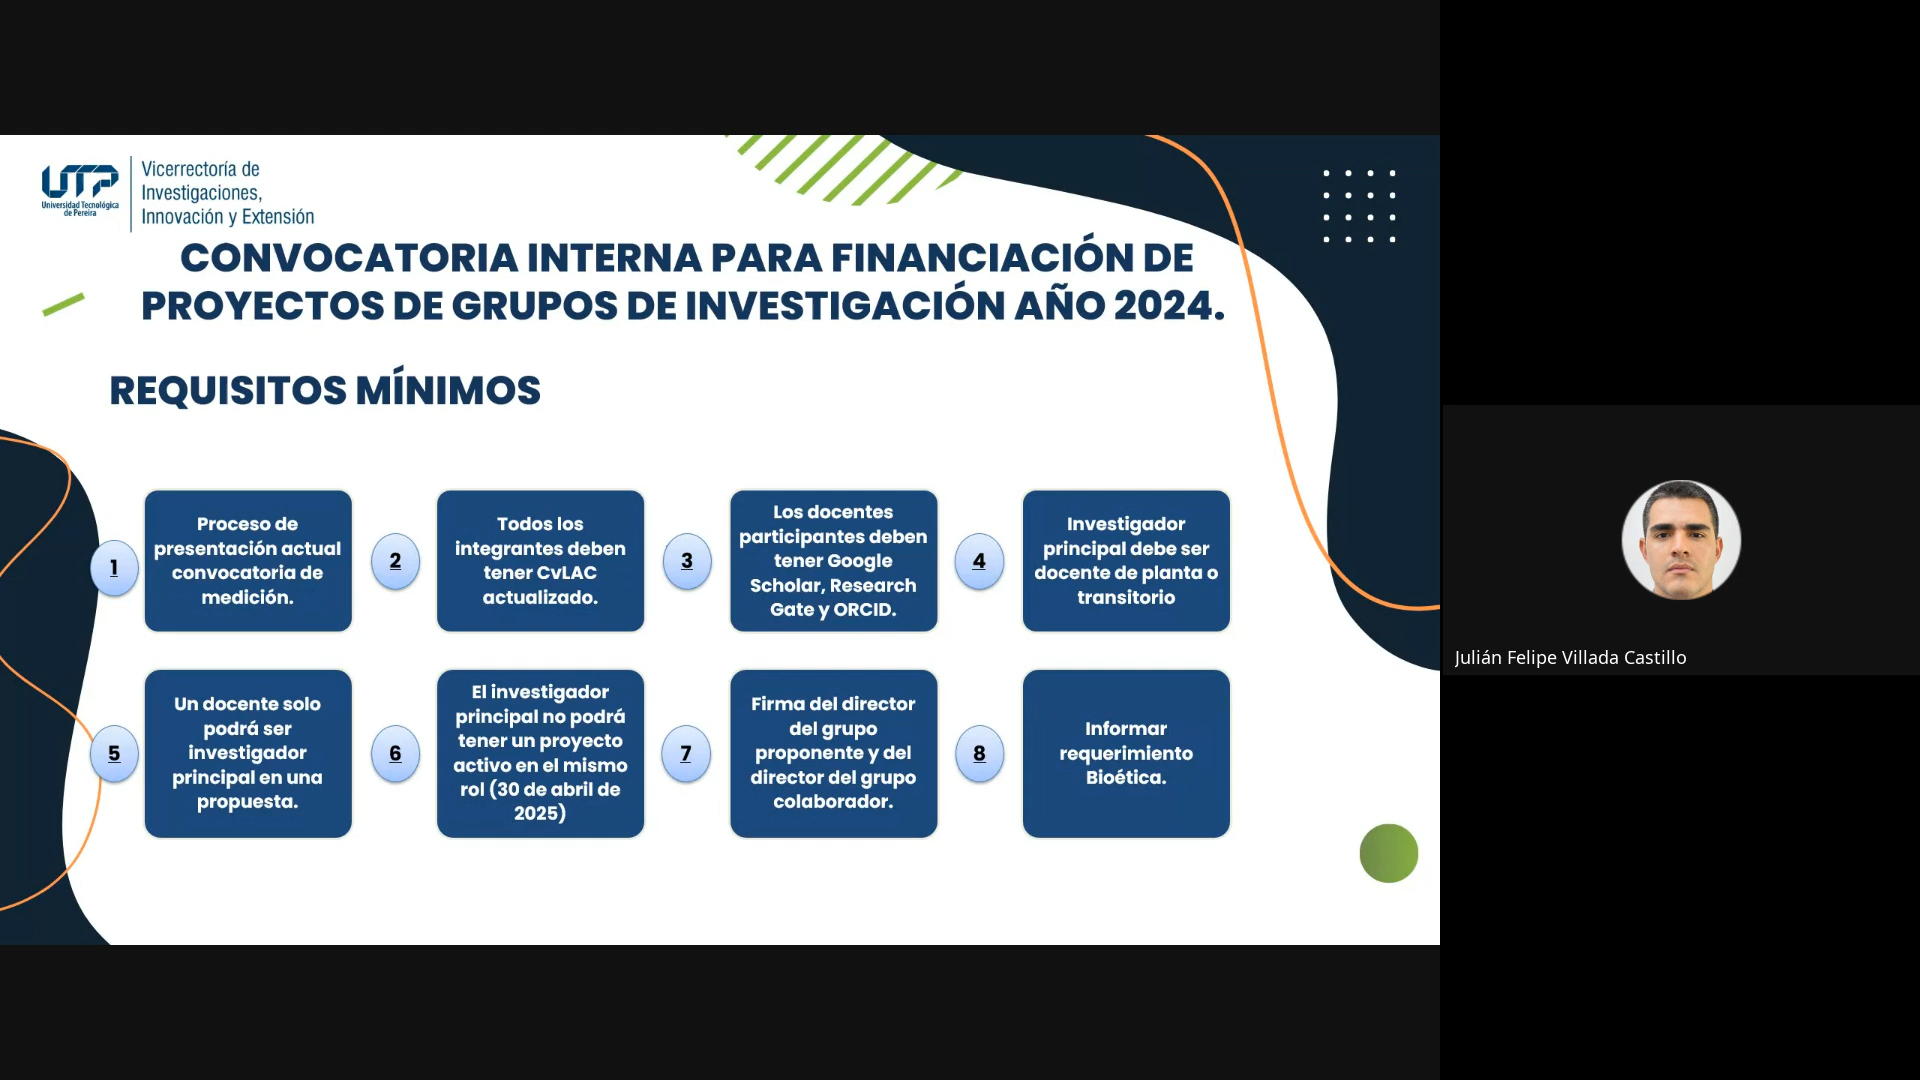 UTP
Universidad Tecnológica
de Pereira
Vicerrectoría de
Investigaciones,
Innovación y Extensión
CONVOCATORIA INTERNA PARA FINANCIACIÓN DE
PROYECTOS DE GRUPOS DE INVESTIGACIÓN AÑO 2024.
REQUISITOS MÍNIMOS
1
Proceso de
presentación actual
convocatoria de
medición.
2
Todos los
integrantes deben
tener CvLAC
actualizado.
3
Los docentes
participantes deben
tener Google
Scholar, Research
Gate y ORCID.
4
Investigador
principal debe ser
docente de planta o
transitorio
5
Un docente solo
podrá ser
investigador
principal en una
propuesta.
6
El investigador
principal no podrá
tener un proyecto
activo en el mismo
rol (30 de abril de
2025)
7
Firma del director
del grupo
proponente y del
director del grupo
colaborador.
8
Informar
requerimiento
Bioética.
Julián Felipe Villada Castillo